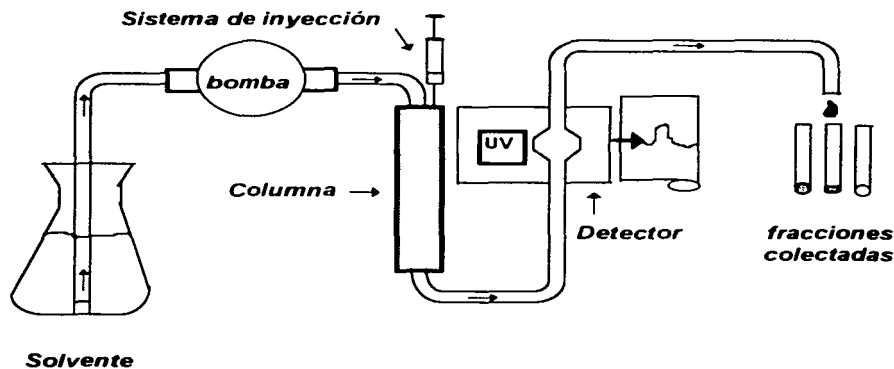 Sistema de inyección
bomba
UV
Columna
Detector
fracciones
colectadas
Solvente